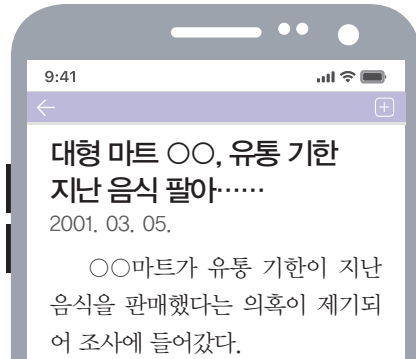 9:41
대형 마트 ○○, 유통 기한
지난 음식 팔아……
2001. 03. 05.
○○마트가 유통 기한이 지난
음식을 판매했다는 의혹이 제기되
어 조사에 들어갔다.